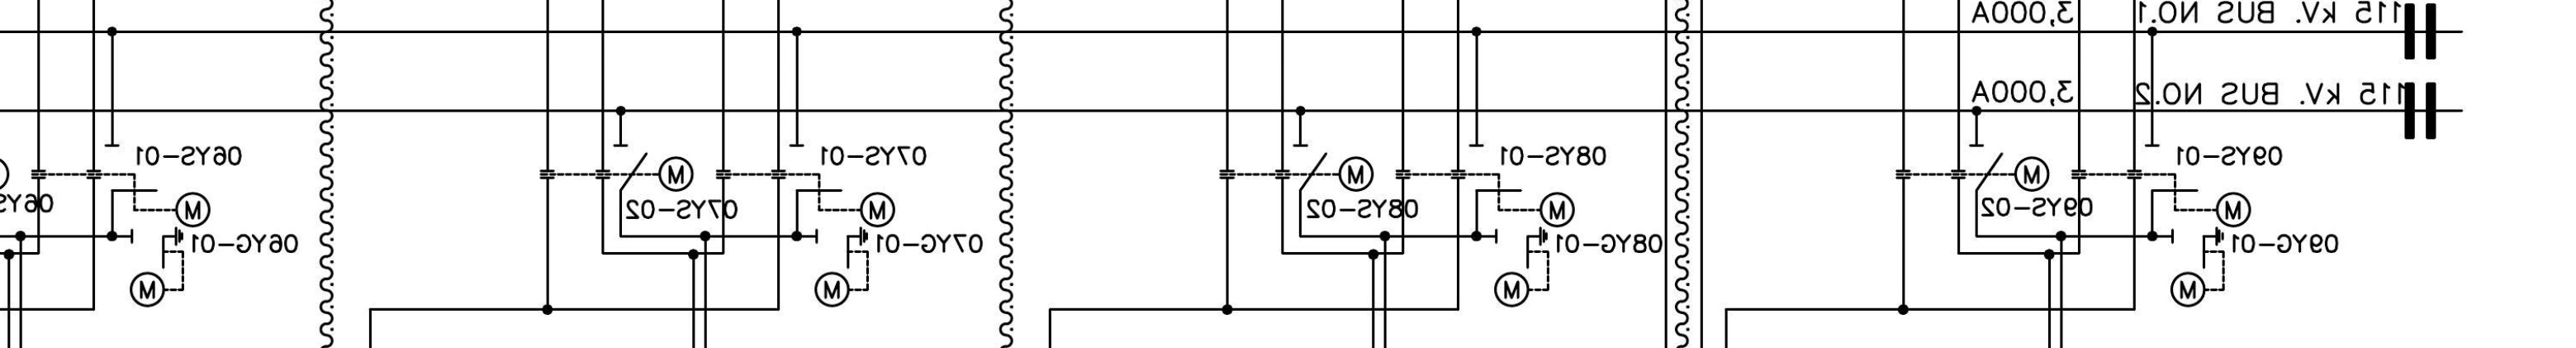 115 kV. BUS NO.1 3,000A
115 kV. BUS NO.2 3,000A
09YS-01
08YS-01
07YS-01
06YS-01
M
M
M
09YS-02
M
08YS-02
M
07YS-02
M
06YS
M
09YG-01
08YG-01
07YG-01
06YG-01
M
M
M
M